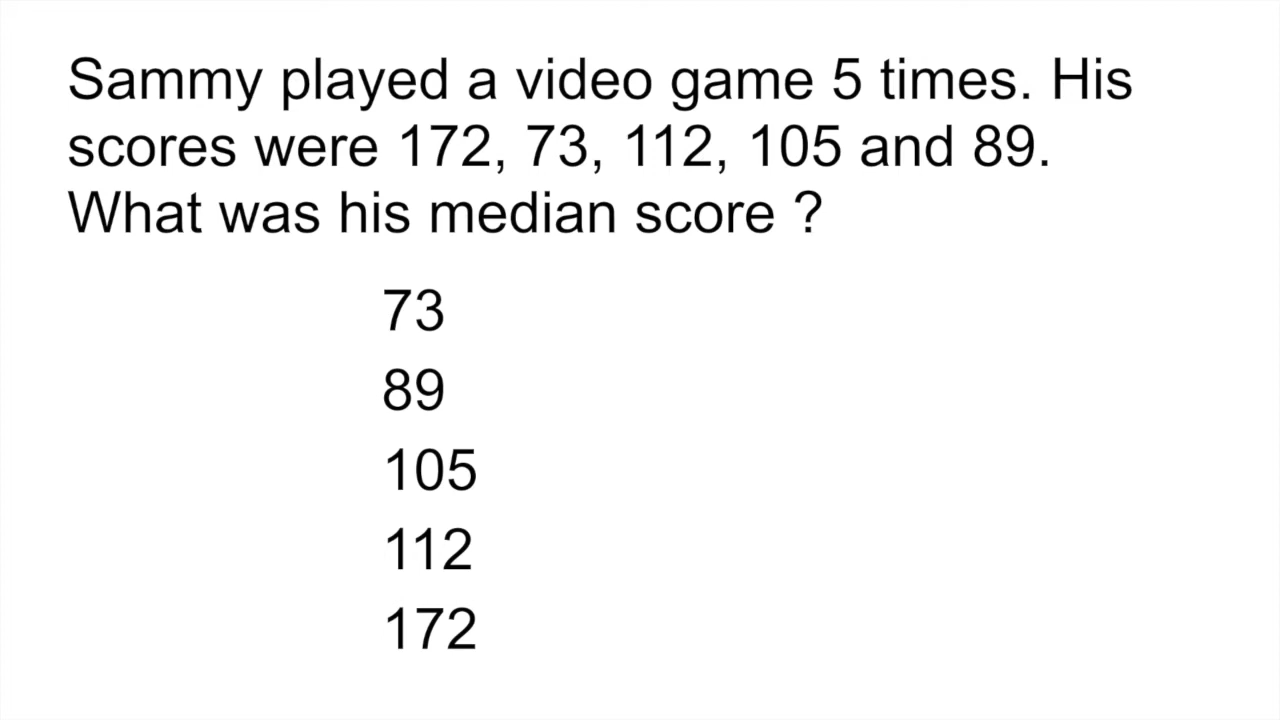 Sammy played a video game 5 times. His
scores were 172, 73, 112, 105 and 89.
What was his median score ?
73
89
105
112
172